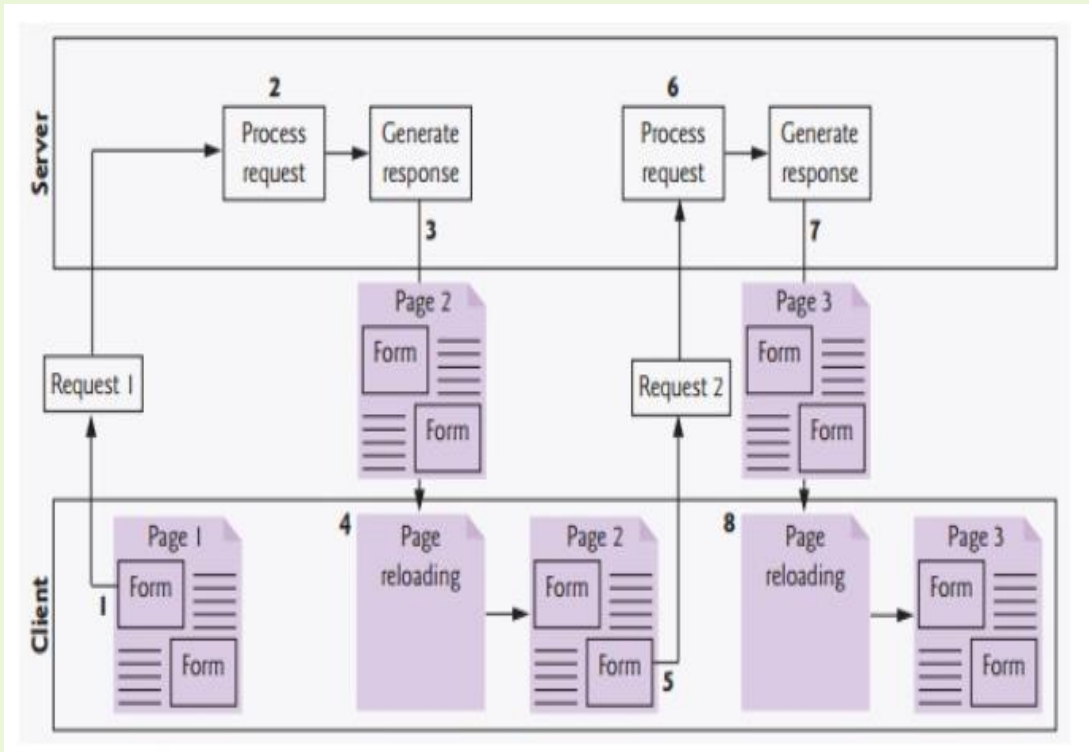 Server
2
Process
request
Generate
response
3
6
Process
request
Generate
response
7
Request 1
Page 2
Form
Form
Request 2
Page 3
Form
Form
Client
Page 1
1
Form
Form
4
Page
reloading
Page 2
Form
Form
5
8
Page
reloading
Page 3
Form
Form